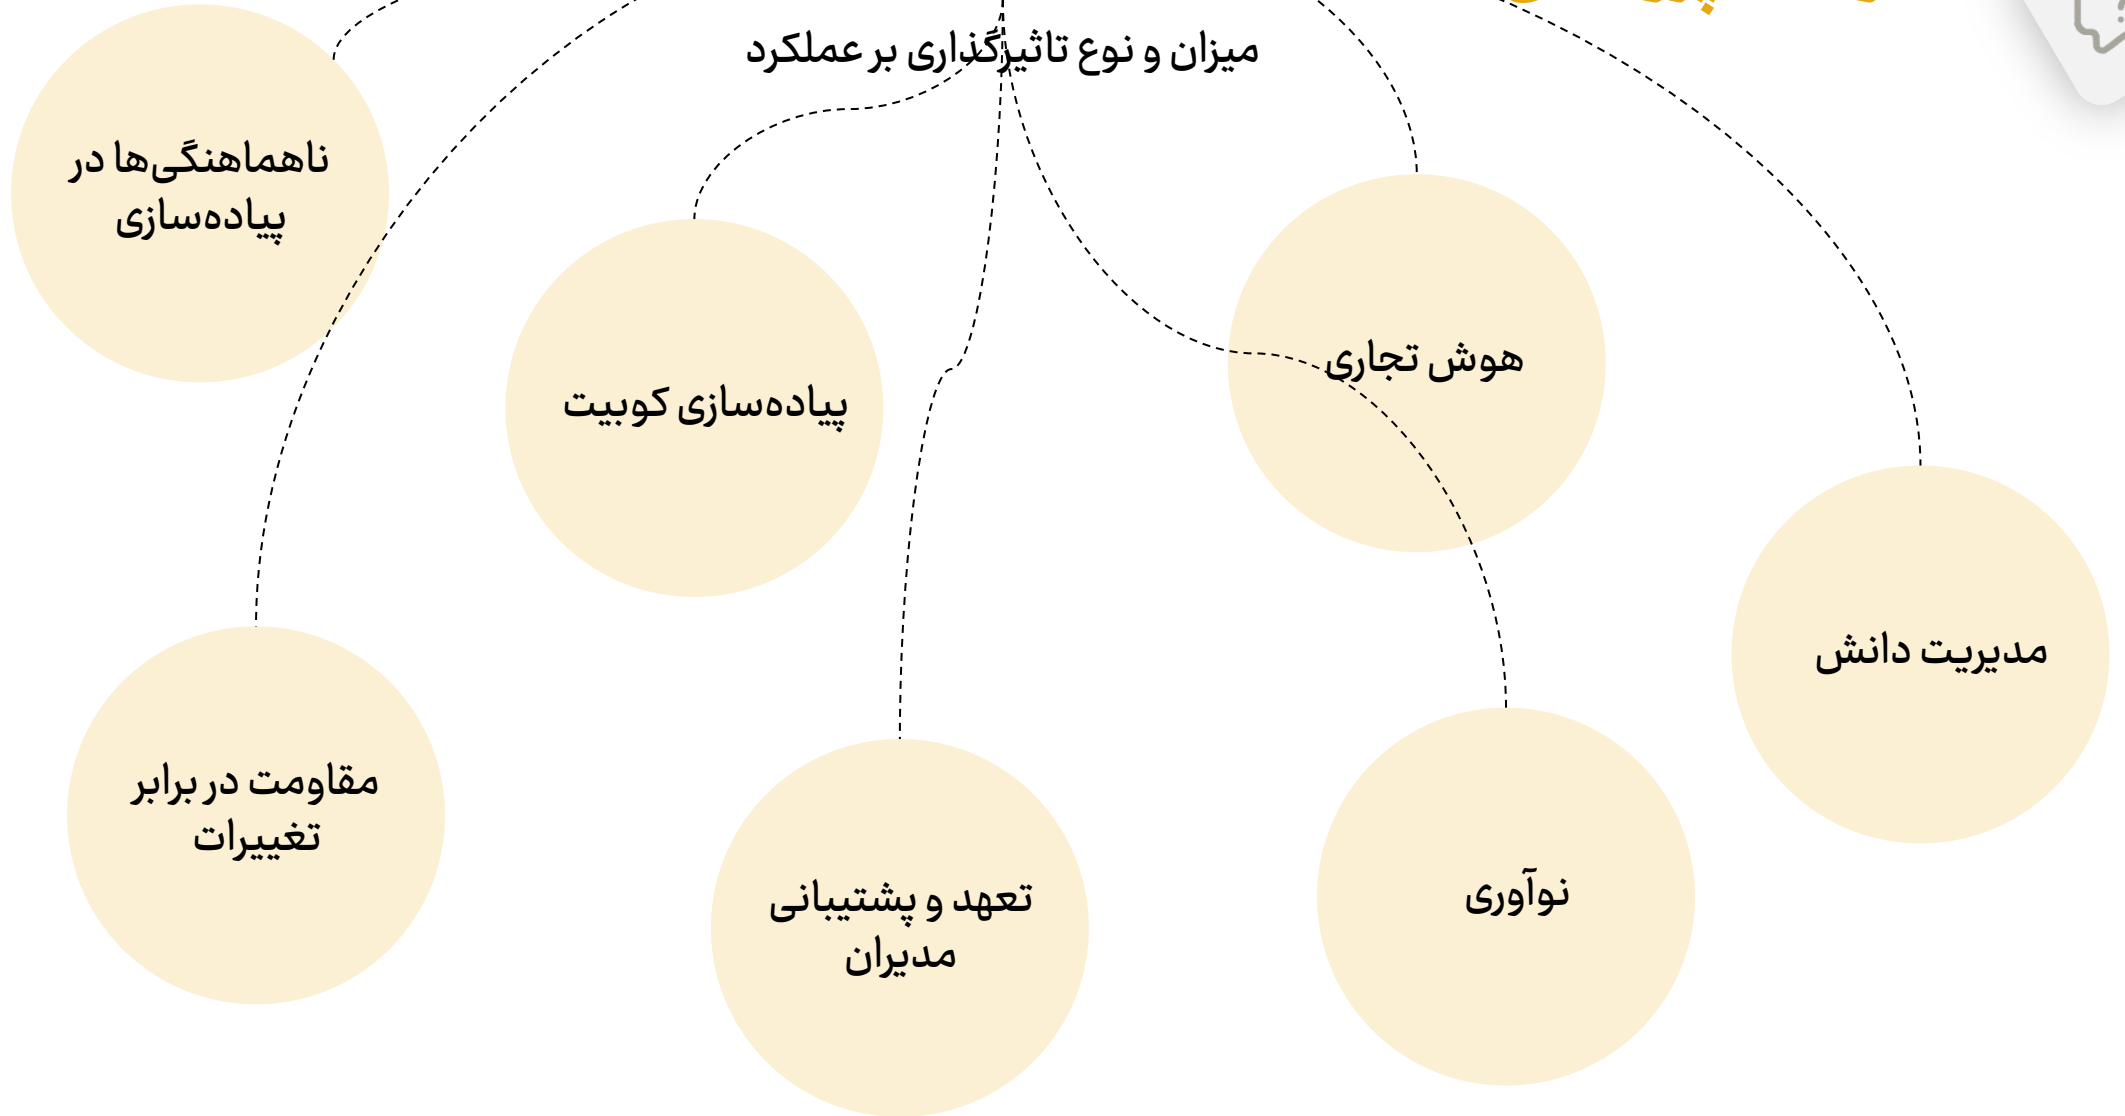 میزان و نوع تاثیرگذاری بر عملکرد
ناهماهنگی‌ها در
پیاده‌سازی
هوش تجاری
پیاده‌سازی کوبیت
مدیریت دانش
مقاومت در برابر
تغییرات
نوآوری
تعهد و پشتیبانی
مدیران